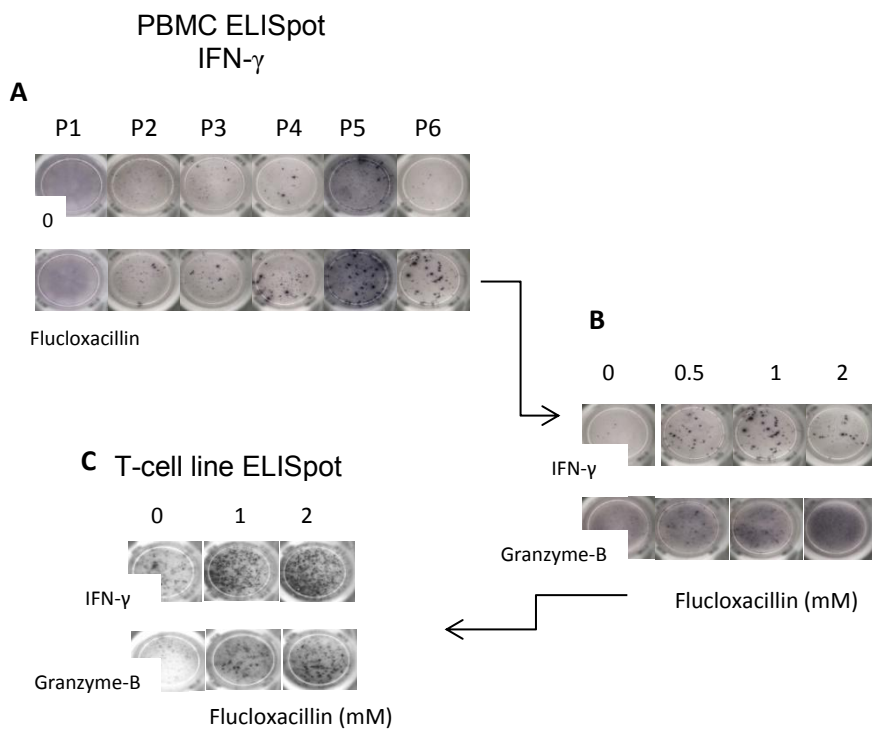 PBMC ELISpot
IFN-γ
A
P1 P2 P3 P4 P5 P6
0
Flucloxacillin
B
0 0.5 1 2
IFN-γ
Granzyme-B
Flucloxacillin (mM)
C T-cell line ELISpot
0 1 2
IFN-γ
Granzyme-B
Flucloxacillin (mM)